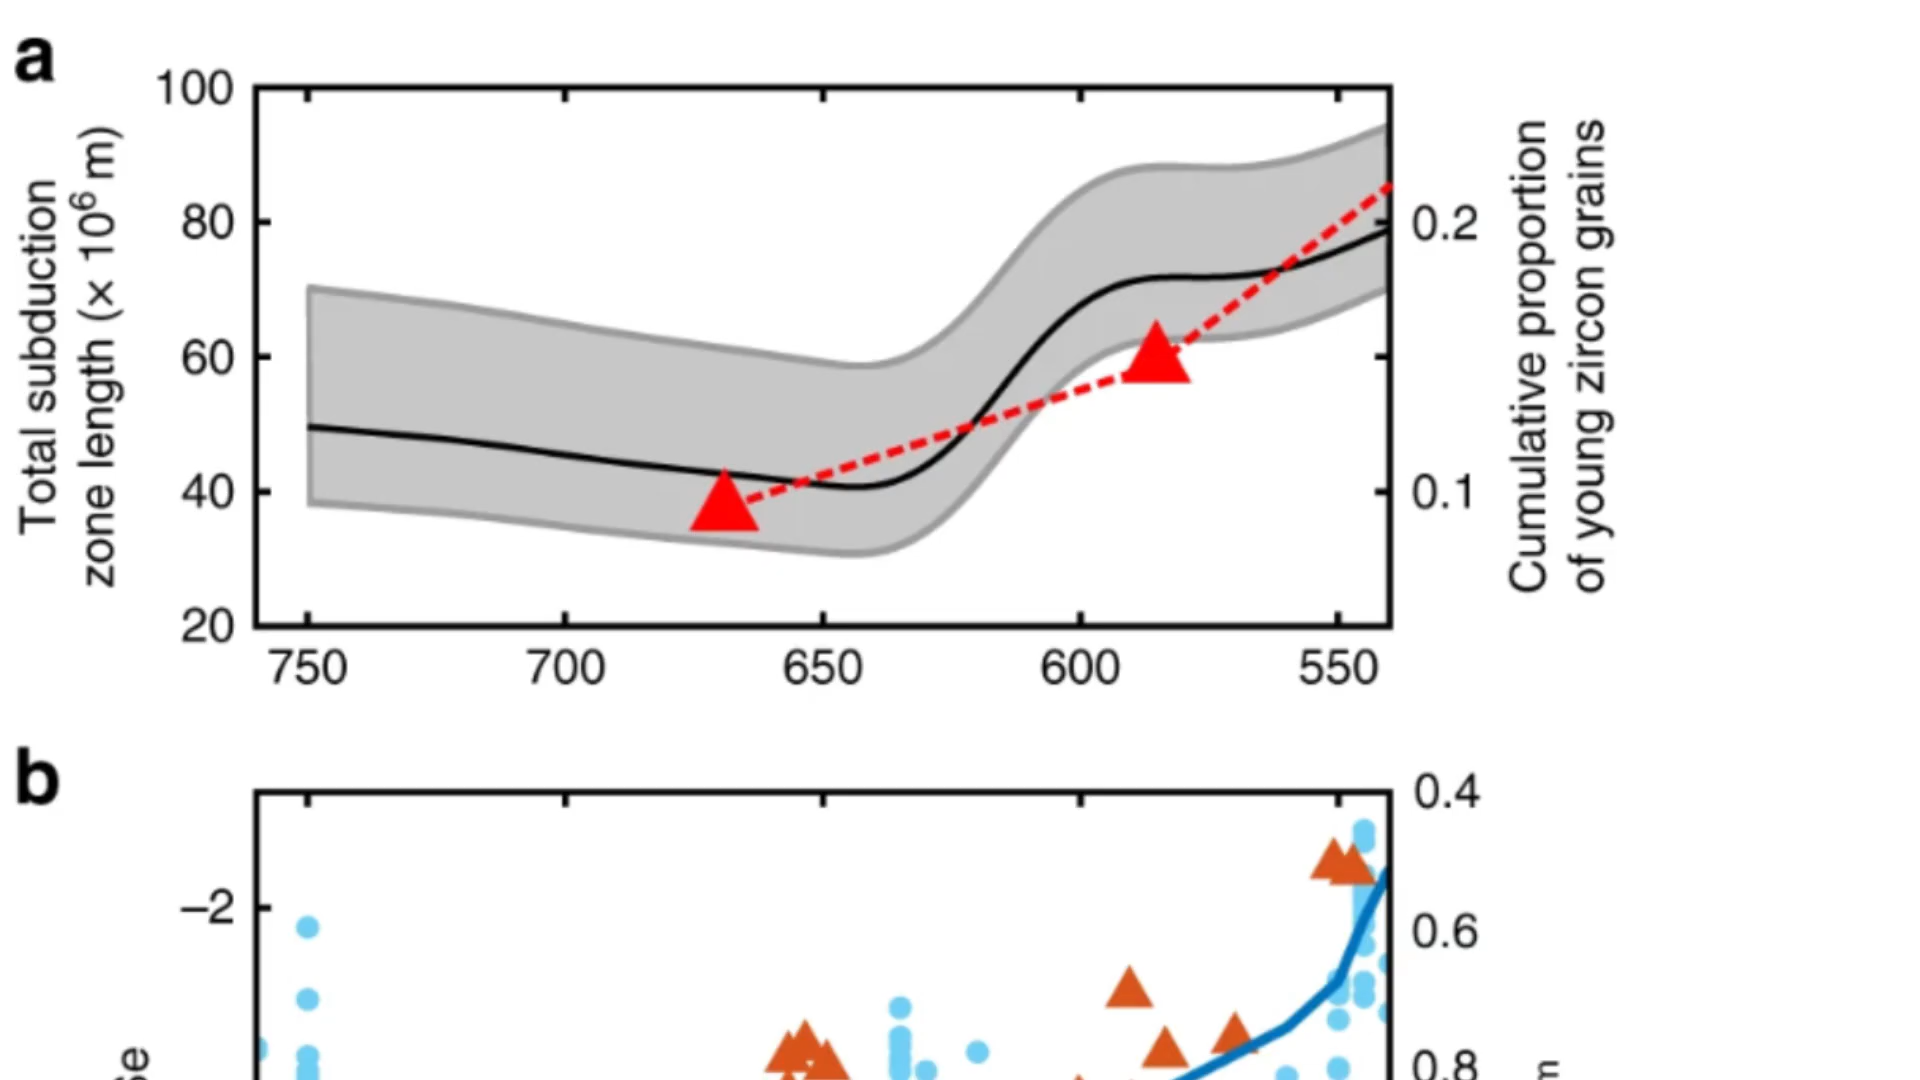 a
Total subduction
zone length (× 10⁶ m)
100
80
60
40
20
0.2
0.1
Cumulative proportion
of young zircon grains
750 700 650 600 550
b
–2
0.4
0.6
0.8